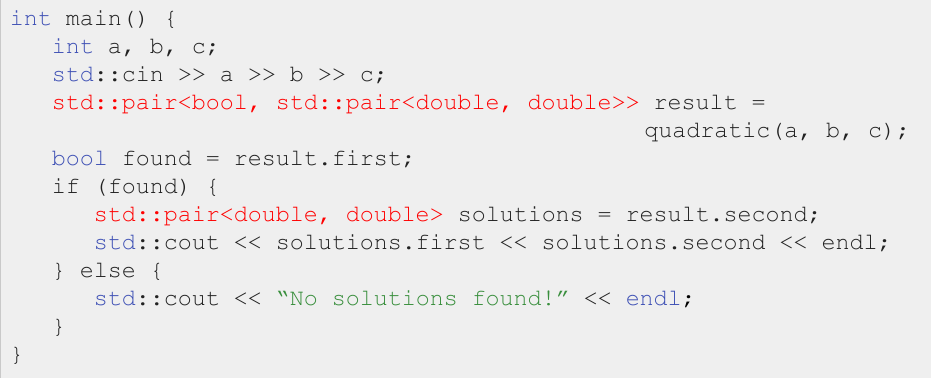 int main() {
int a, b, c;
std::cin >> a >> b >> c;
std::pair<bool, std::pair<double, double>> result =
quadratic(a, b, c);
bool found = result.first;
if (found) {
std::pair<double, double> solutions = result.second;
std::cout << solutions.first << solutions.second << endl;
} else {
std::cout << “No solutions found!” << endl;
}
}